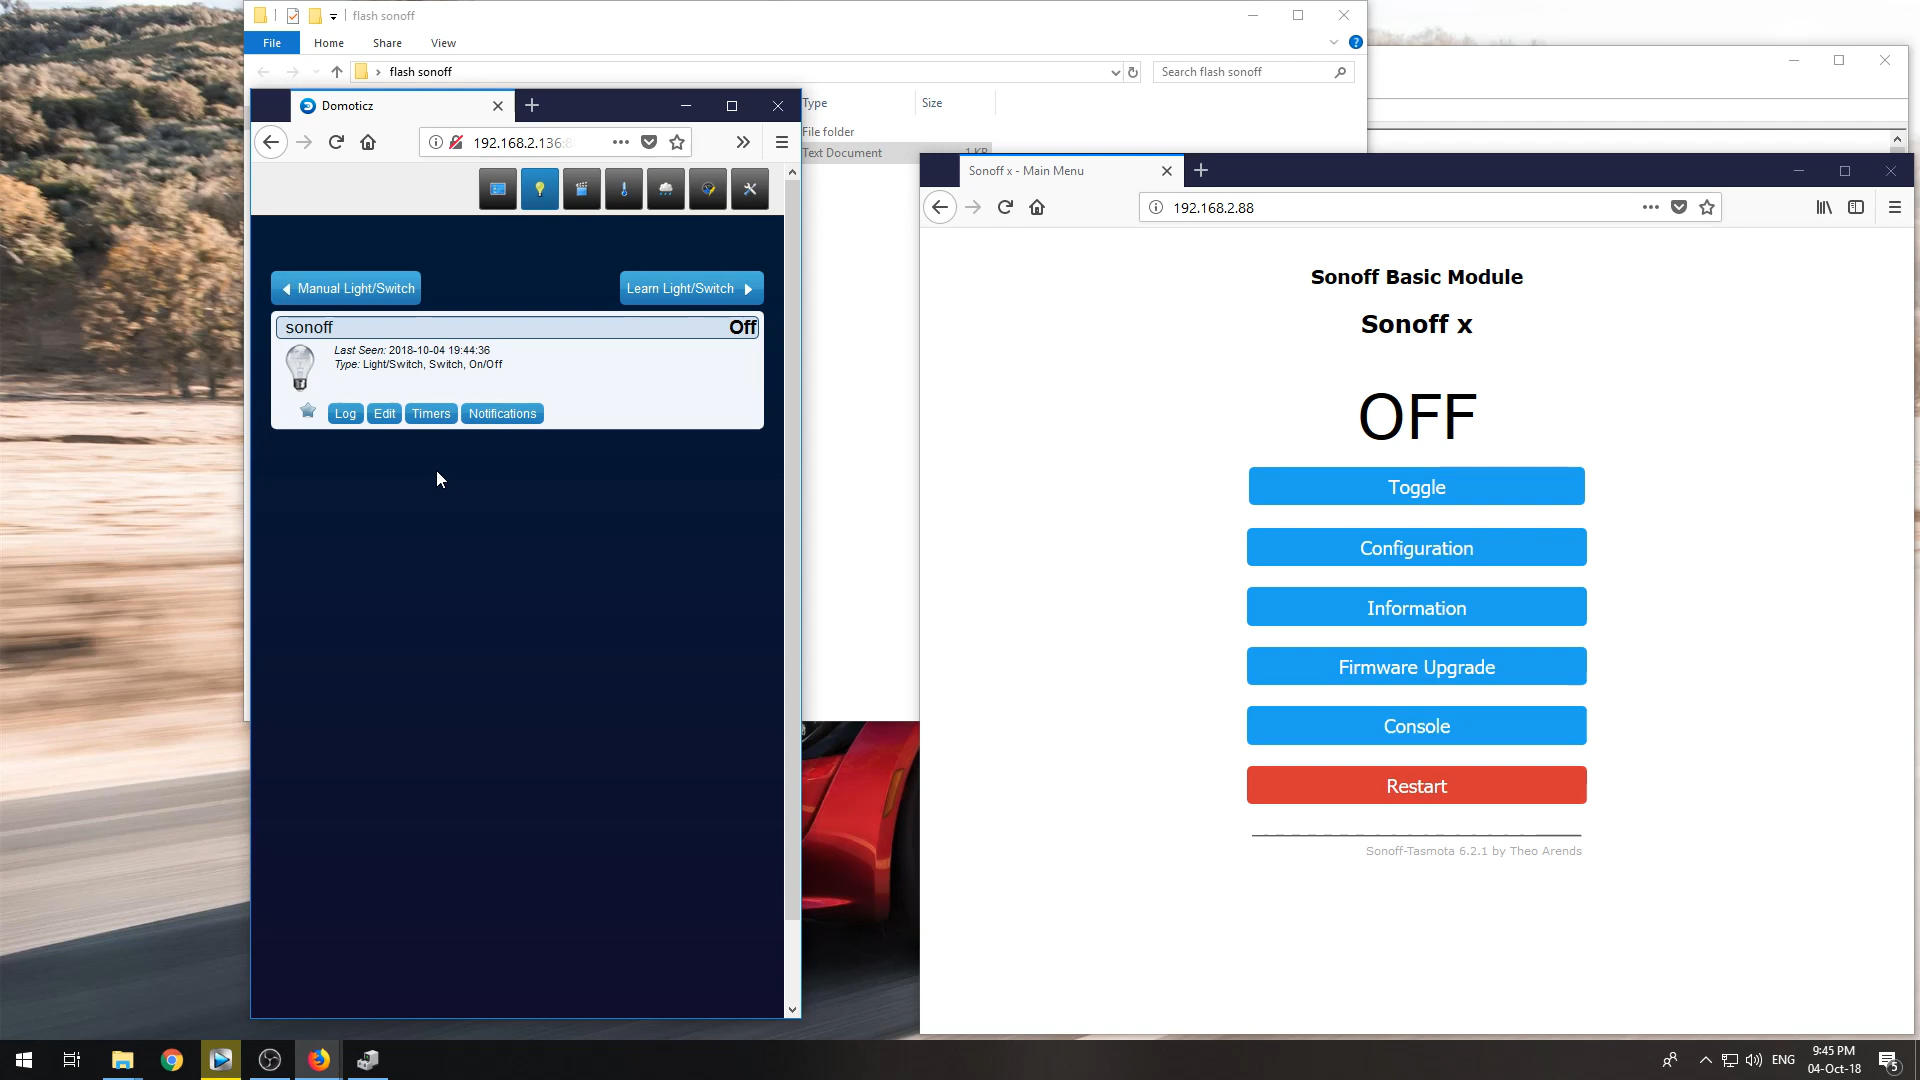 flash sonoff
File Home Share View
flash sonoff
Search flash sonoff
Type Size
File folder
Text Document 1 KB
Domoticz
192.168.2.136:8
Manual Light/Switch
Learn Light/Switch
sonoff Off
Last Seen: 2018-10-04 19:44:36
Type: Light/Switch, Switch, On/Off
Log Edit Timers Notifications
Sonoff x - Main Menu
192.168.2.88
Sonoff Basic Module
Sonoff x
OFF
Toggle
Configuration
Information
Firmware Upgrade
Console
Restart
Sonoff-Tasmota 6.2.1 by Theo Arends
ENG
9:45 PM
04-Oct-18
5